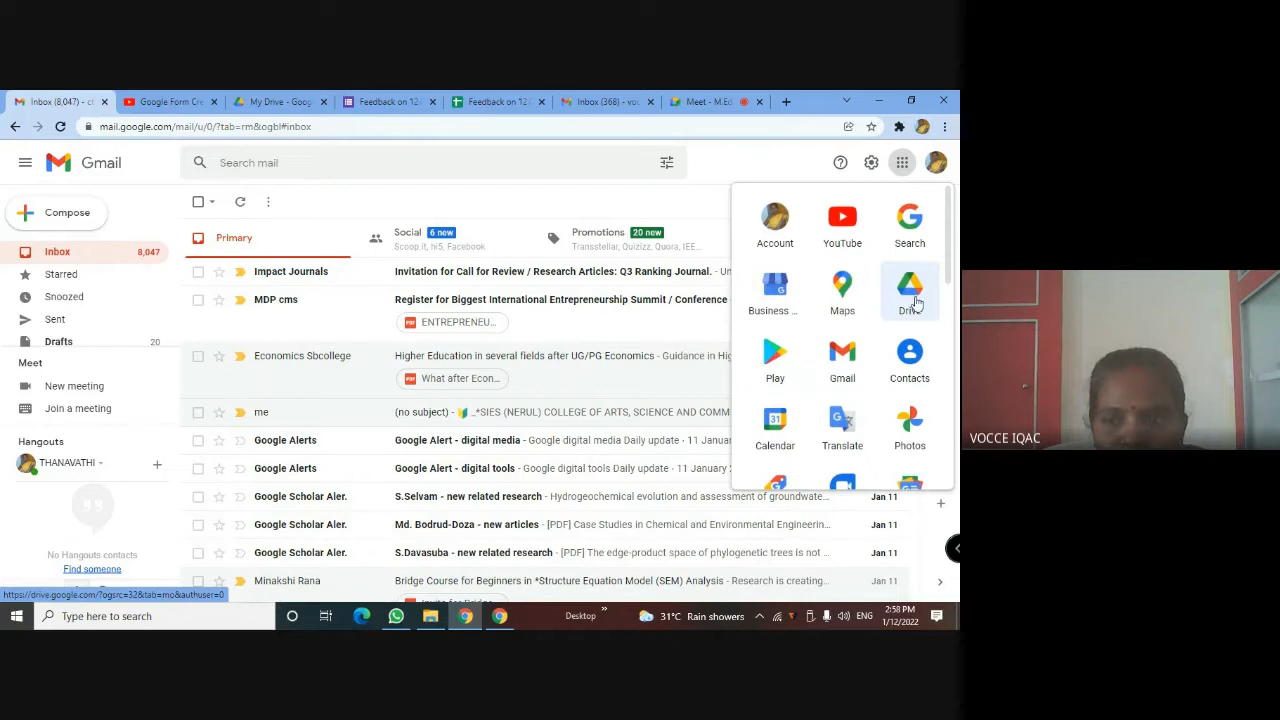 Inbox (8,047) - ct
Google Form Cre
My Drive - Goog
Feedback on 12
Feedback on 12
Inbox (368) - voc
Meet - M.Ed
mail.google.com/mail/u/0/?tab=rm&ogbl#inbox
Gmail
Search mail
Compose
Inbox 8,047
Starred
Snoozed
Sent
Drafts 20
Meet
New meeting
Join a meeting
Hangouts
THANAVATHI
No Hangouts contacts
Find someone
Primary
Social 6 new
Scoop.it, hi5, Facebook
Promotions 20 new
Transstellar, Quizizz, Quora, IEE...
Impact Journals Invitation for Call for Review / Research Articles: Q3 Ranking Journal. - Un
MDP cms Register for Biggest International Entrepreneurship Summit / Conference
PDF ENTREPRENEU...
Economics Sbcollege Higher Education in several fields after UG/PG Economics - Guidance in Hig
PDF What after Econ...
me (no subject) - _*SIES (NERUL) COLLEGE OF ARTS, SCIENCE AND COMM
Google Alerts Google Alert - digital media - Google digital media Daily update · 11 January
Google Alerts Google Alert - digital tools - Google digital tools Daily update · 11 January
Google Scholar Aler. S.Selvam - new related research - Hydrogeochemical evolution and assessment of groundwate... Jan 11
Google Scholar Aler. Md. Bodrud-Doza - new articles - [PDF] Case Studies in Chemical and Environmental Engineerin... Jan 11
Google Scholar Aler. S.Davasuba - new related research - [PDF] The edge-product space of phylogenetic trees is not ... Jan 11
Minakshi Rana Bridge Course for Beginners in *Structure Equation Model (SEM) Analysis - Research is creating... Jan 11
Account YouTube Search
Business ... Maps Drive
Play Gmail Contacts
31
Calendar Translate Photos
https://drive.google.com/?ogsrc=32&tab=mo&authuser=0
Type here to search
Desktop
31°C Rain showers
ENG
2:58 PM
1/12/2022
VOCCE IQAC